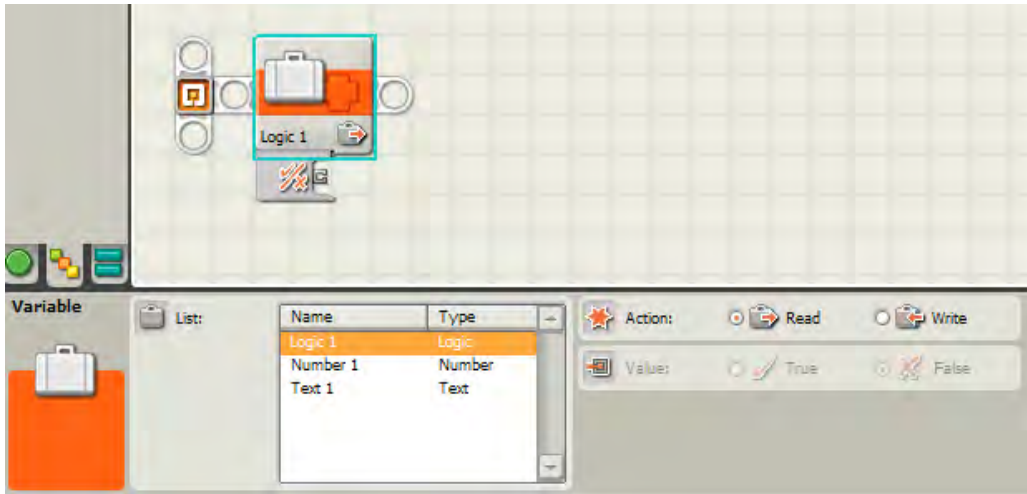 Logic 1
Variable
List:
Name Type
Logic 1 Logic
Number 1 Number
Text 1 Text
Action: Read Write
Value: True False